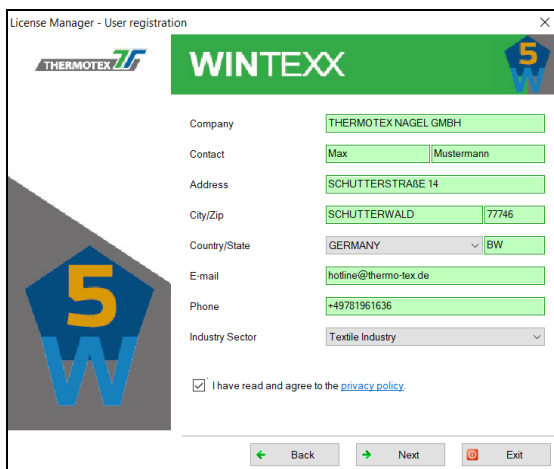 License Manager - User registration
THERMOTEX
WINTEXX
5
W
Company THERMOTEX NAGEL GMBH
Contact Max Mustermann
Address SCHUTTERSTRAßE 14
City/Zip SCHUTTERWALD 77746
Country/State GERMANY BW
E-mail hotline@thermo-tex.de
Phone +49781961636
Industry Sector Textile Industry
5
W
I have read and agree to the privacy policy.
Back Next Exit